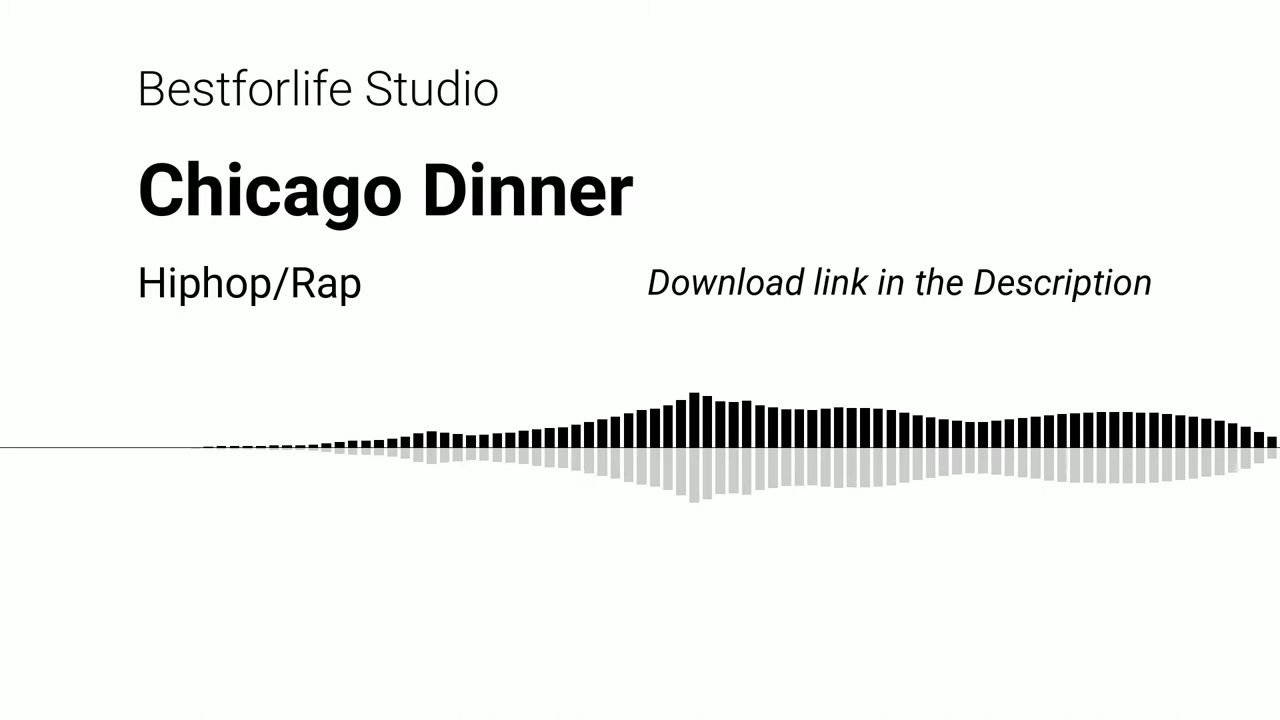 Bestforlife Studio
Chicago Dinner
Hiphop/Rap
Download link in the Description